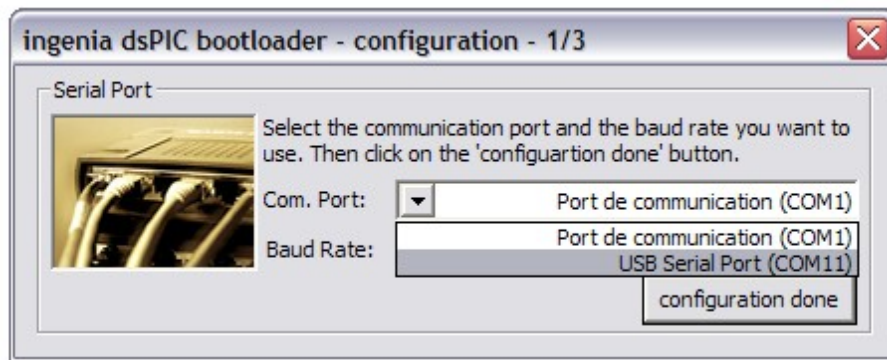 ingenia dsPIC bootloader - configuration - 1/3
Serial Port
Select the communication port and the baud rate you want to
use. Then click on the 'configuartion done' button.
Com. Port: Port de communication (COM1)
Port de communication (COM1)
Baud Rate:
USB Serial Port (COM11)
configuration done